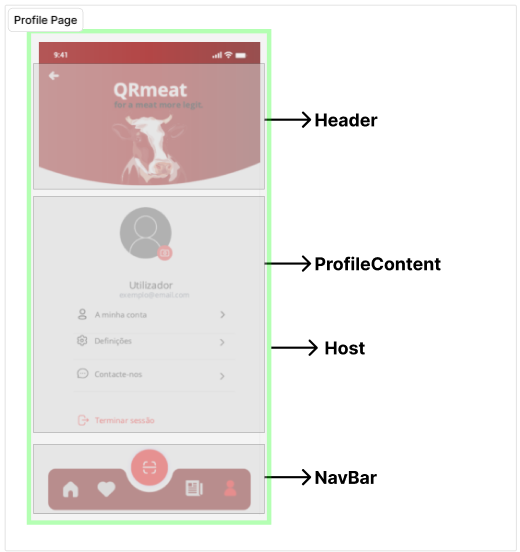 Profile Page
9:41
QRmeat
for a meat more legit.
Header
Utilizador
exemplo@email.com
ProfileContent
A minha conta
Definições
Host
Contacte-nos
Terminar sessão
NavBar